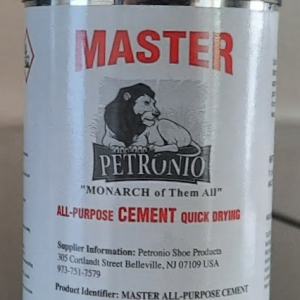 MASTER
PETRONIO
"MONARCH of Them All"
ALL-PURPOSE CEMENT QUICK DRYING
Supplier Information: Petronio Shoe Products
305 Cortlandt Street Belleville, NJ 07109 USA
973-751-7579
Product Identifier: MASTER ALL-PURPOSE CEMENT